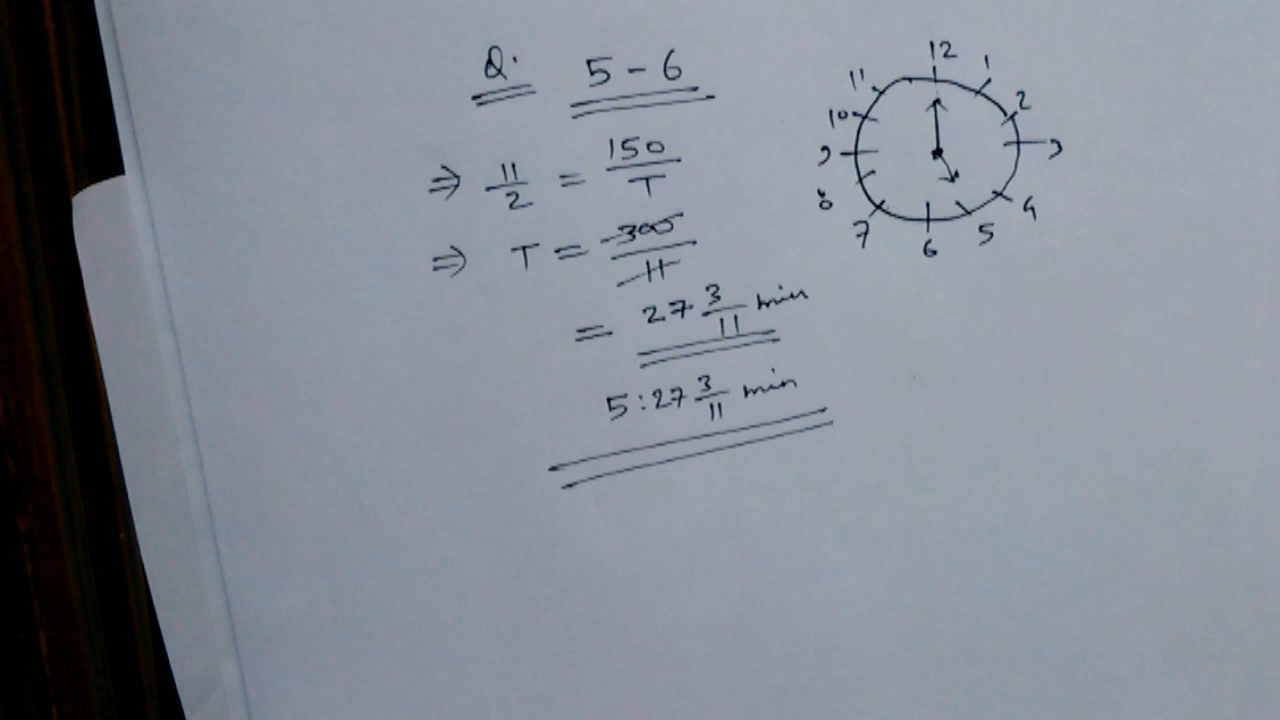 Q. 5 - 6
⇒ 11/2 = 150/T
⇒ T = 300/11
= 27 3/11 min
5:27 3/11 min
12
11 1
10 2
9 3
8 4
7 5
6